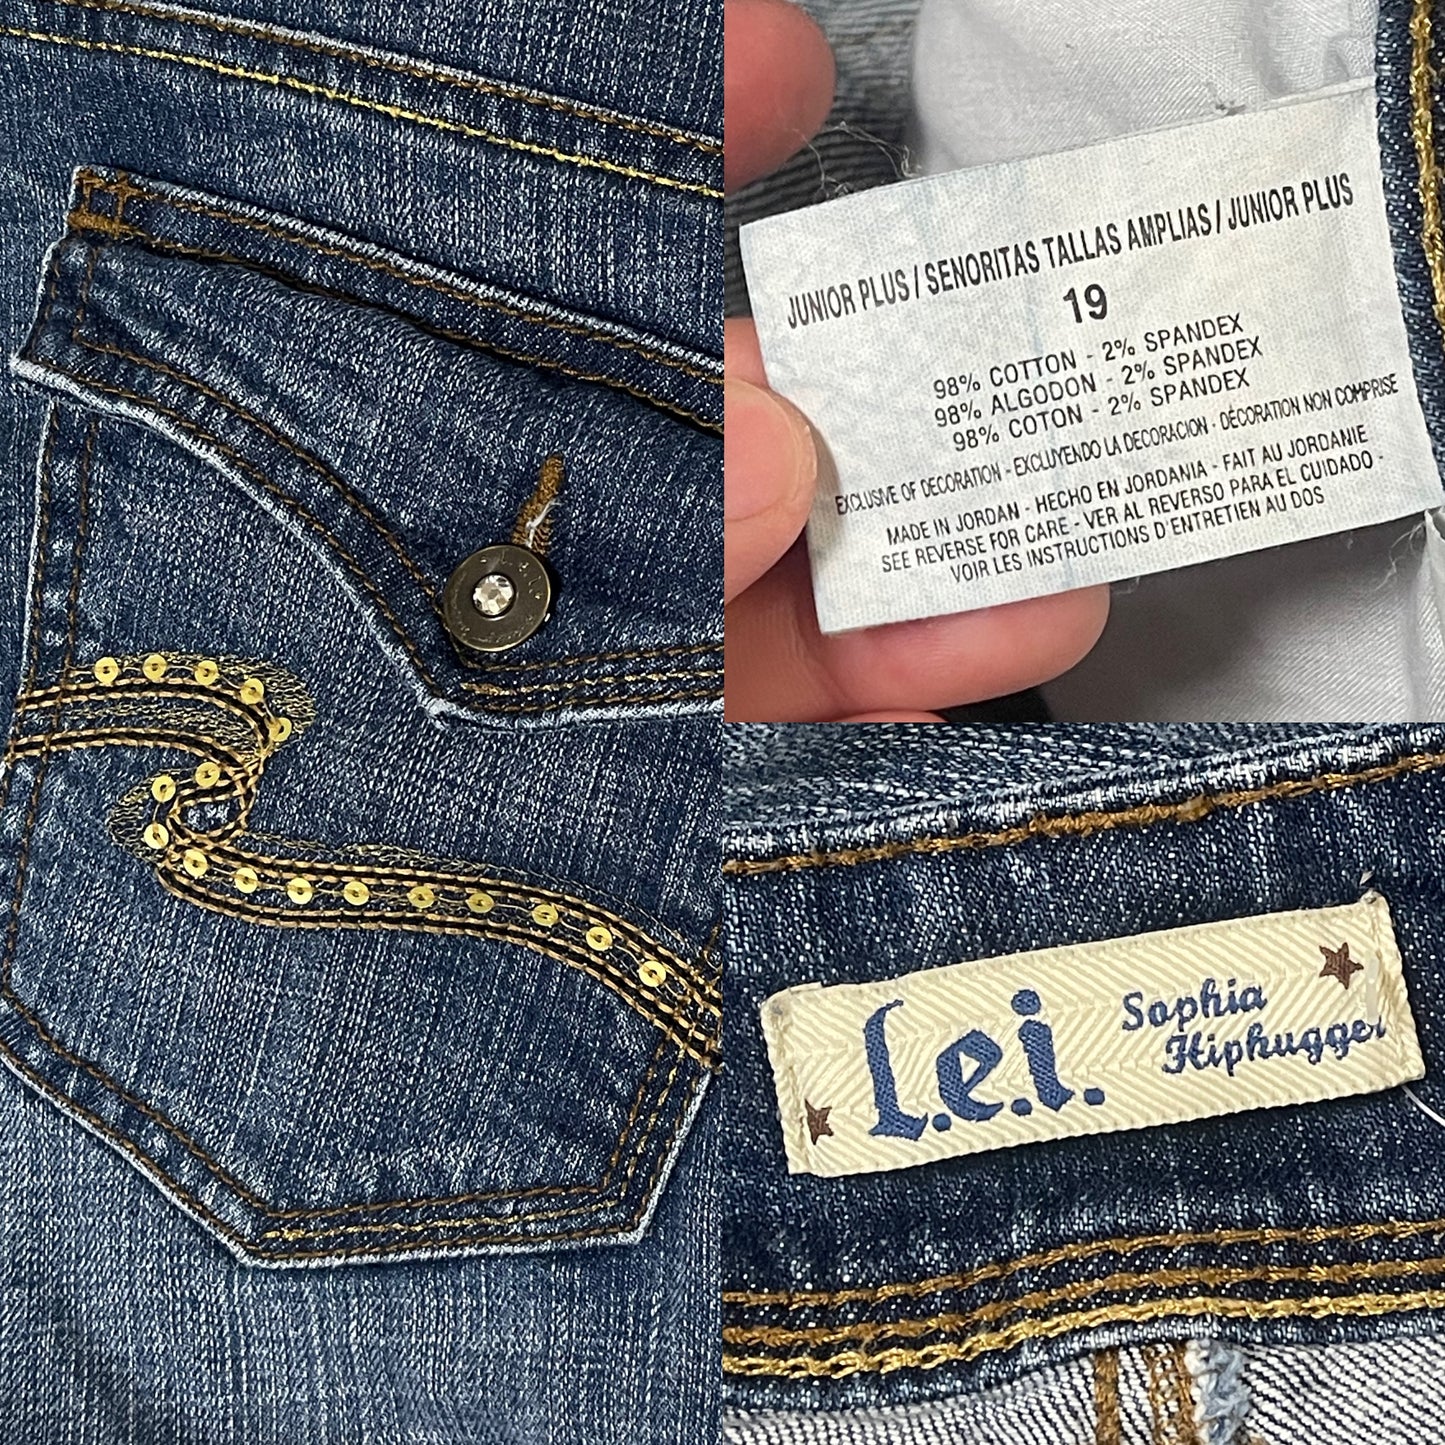 JUNIOR PLUS / SENORITAS TALLAS AMPLIAS / JUNIOR PLUS
19
98% COTTON - 2% SPANDEX
98% ALGODON - 2% SPANDEX
98% COTON - 2% SPANDEX
EXCLUSIVE OF DECORATION - EXCLUYENDO LA DECORACION - DÉCORATION NON COMPRISE
MADE IN JORDAN - HECHO EN JORDANIA - FAIT AU JORDANIE
SEE REVERSE FOR CARE - VER AL REVERSO PARA EL CUIDADO -
VOIR LES INSTRUCTIONS D'ENTRETIEN AU DOS
l.e.i.
Sophia
Hiphugger